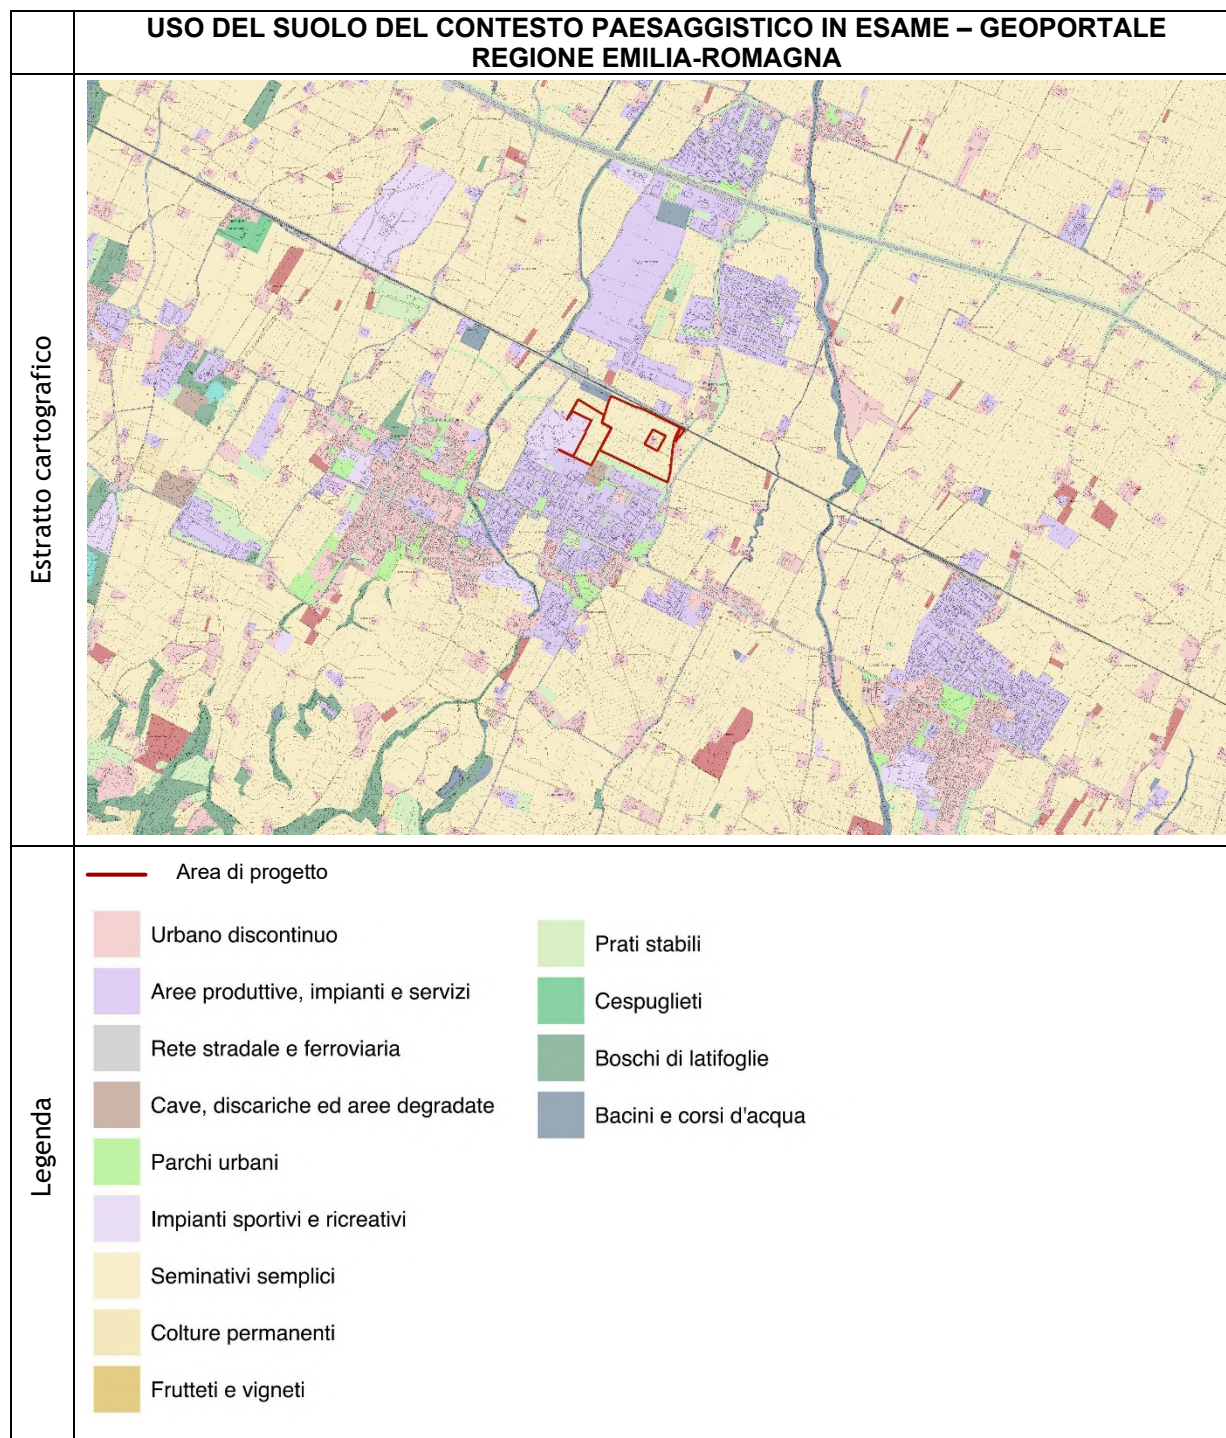 USO DEL SUOLO DEL CONTESTO PAESAGGISTICO IN ESAME – GEOPORTALE
REGIONE EMILIA-ROMAGNA
Estratto cartografico
Legenda
Area di progetto
Urbano discontinuo
Aree produttive, impianti e servizi
Rete stradale e ferroviaria
Cave, discariche ed aree degradate
Parchi urbani
Impianti sportivi e ricreativi
Seminativi semplici
Colture permanenti
Frutteti e vigneti
Prati stabili
Cespuglieti
Boschi di latifoglie
Bacini e corsi d'acqua